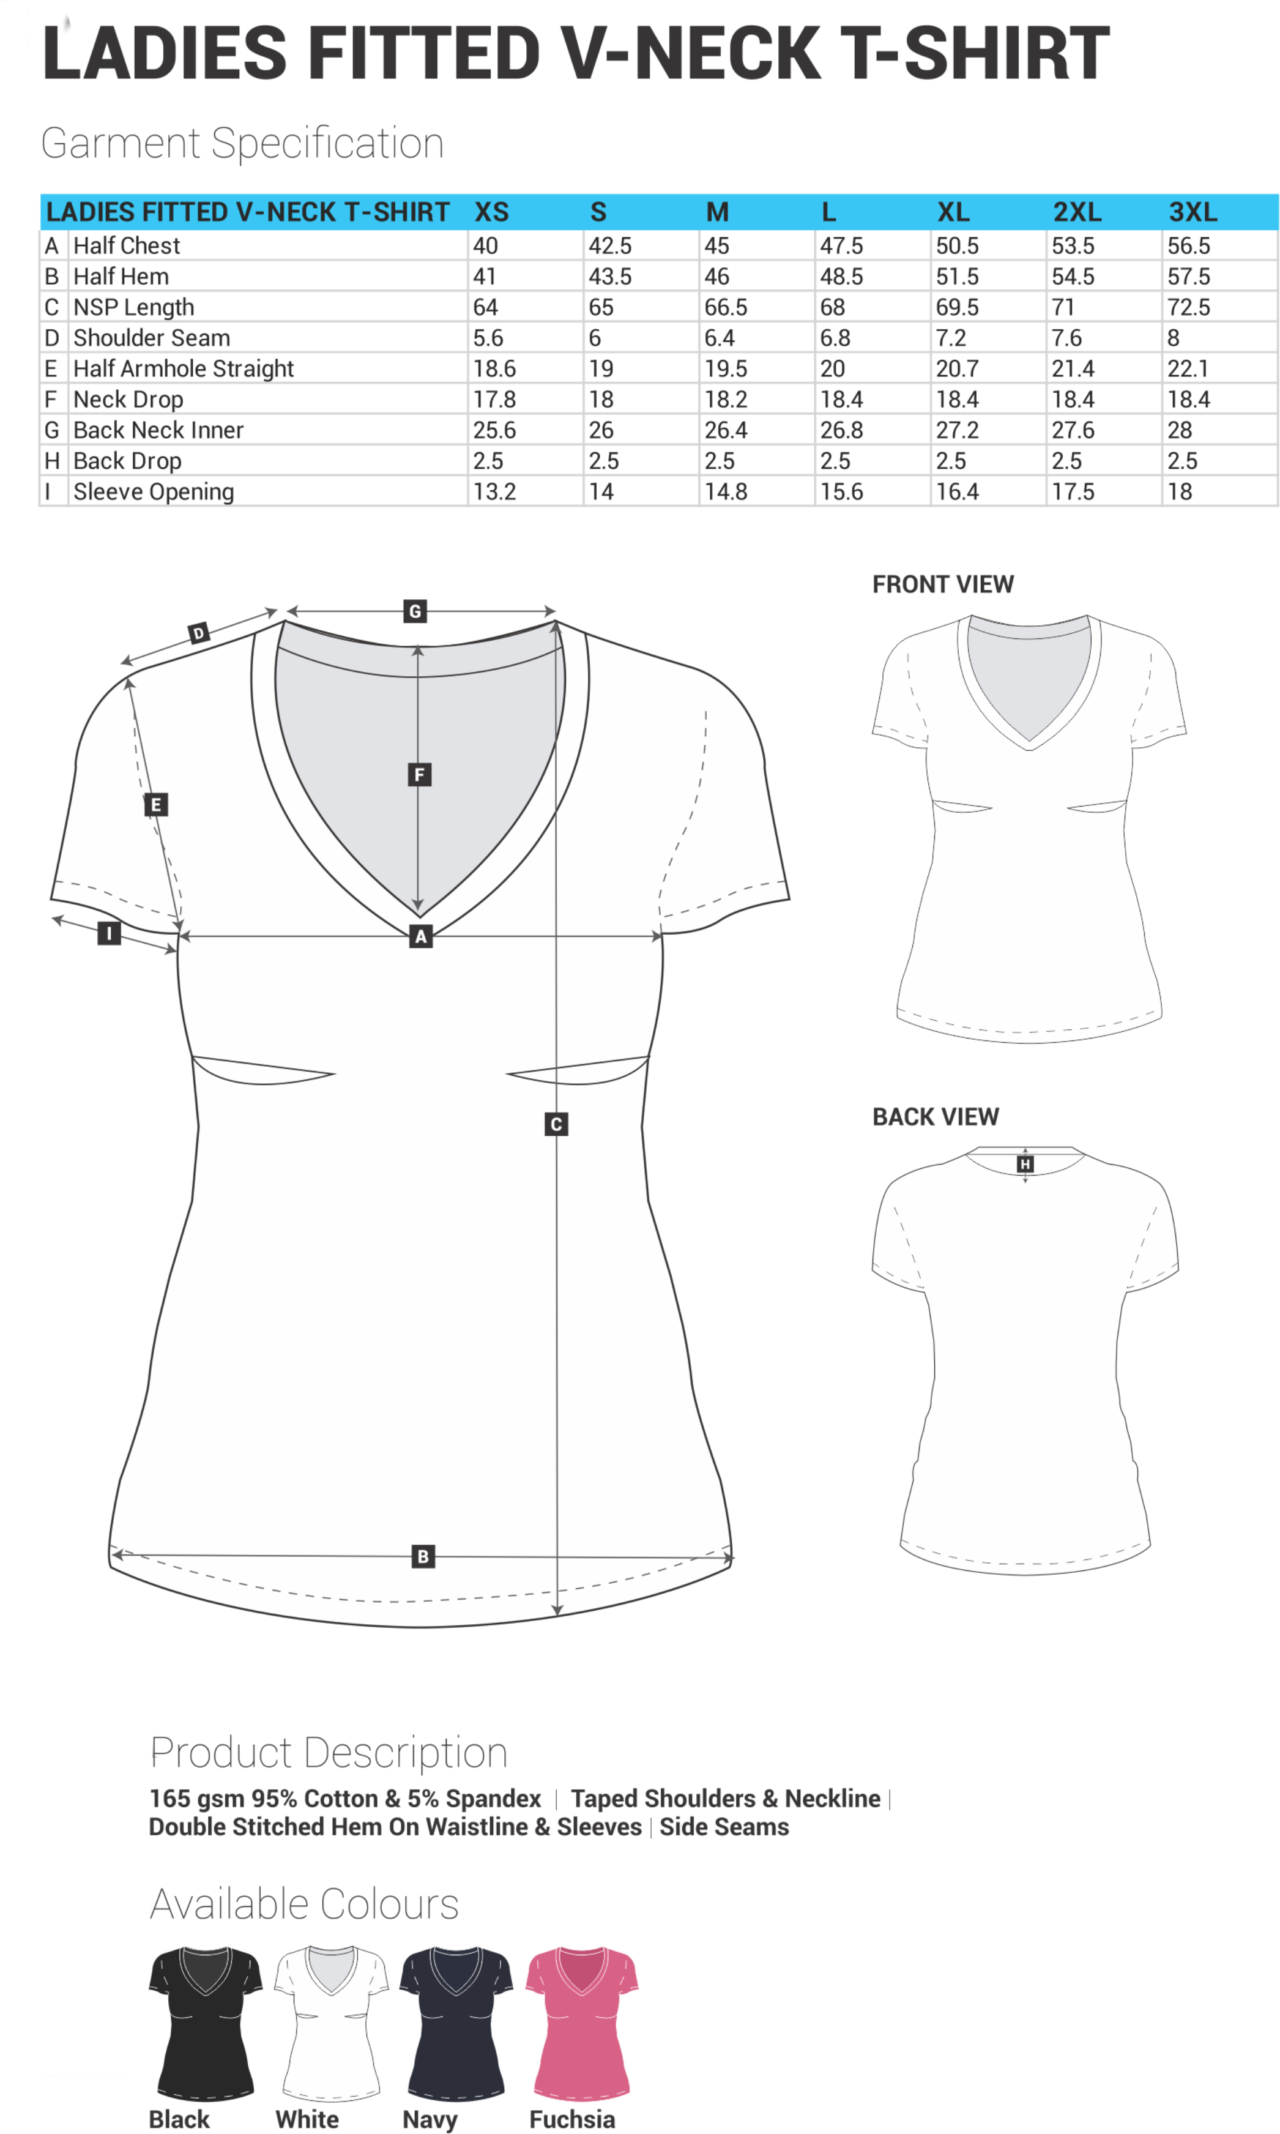 LADIES FITTED V-NECK T-SHIRT
Garment Specification
LADIES FITTED V-NECK T-SHIRT XS S M L XL 2XL 3XL
A Half Chest 40 42.5 45 47.5 50.5 53.5 56.5
B Half Hem 41 43.5 46 48.5 51.5 54.5 57.5
C NSP Length 64 65 66.5 68 69.5 71 72.5
D Shoulder Seam 5.6 6 6.4 6.8 7.2 7.6 8
E Half Armhole Straight 18.6 19 19.5 20 20.7 21.4 22.1
F Neck Drop 17.8 18 18.2 18.4 18.4 18.4 18.4
G Back Neck Inner 25.6 26 26.4 26.8 27.2 27.6 28
H Back Drop 2.5 2.5 2.5 2.5 2.5 2.5 2.5
I Sleeve Opening 13.2 14 14.8 15.6 16.4 17.5 18
G
D
F
E
I
A
C
B
FRONT VIEW
BACK VIEW
H
Product Description
165 gsm 95% Cotton & 5% Spandex | Taped Shoulders & Neckline |
Double Stitched Hem On Waistline & Sleeves | Side Seams
Available Colours
Black White Navy Fuchsia